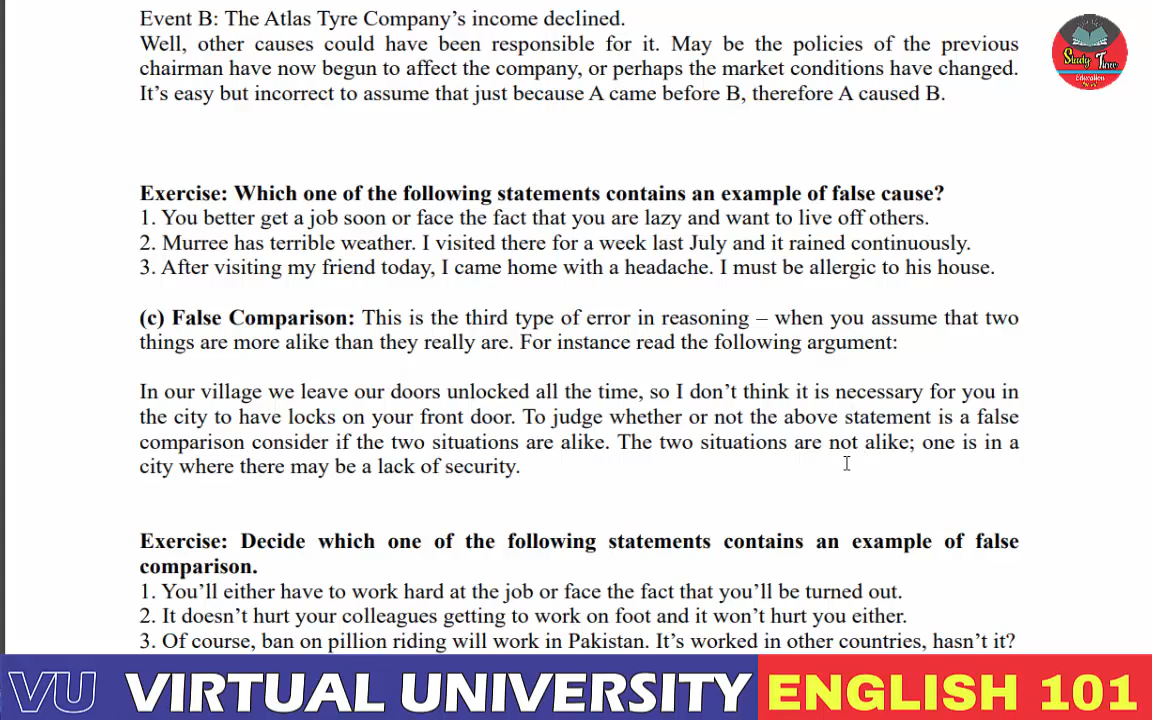 Event B: The Atlas Tyre Company’s income declined.
Well, other causes could have been responsible for it. May be the policies of the previous
chairman have now begun to affect the company, or perhaps the market conditions have changed.
It’s easy but incorrect to assume that just because A came before B, therefore A caused B.
Study Time
Education
Exercise: Which one of the following statements contains an example of false cause?
1. You better get a job soon or face the fact that you are lazy and want to live off others.
2. Murree has terrible weather. I visited there for a week last July and it rained continuously.
3. After visiting my friend today, I came home with a headache. I must be allergic to his house.
(c) False Comparison: This is the third type of error in reasoning – when you assume that two
things are more alike than they really are. For instance read the following argument:
In our village we leave our doors unlocked all the time, so I don’t think it is necessary for you in
the city to have locks on your front door. To judge whether or not the above statement is a false
comparison consider if the two situations are alike. The two situations are not alike; one is in a
city where there may be a lack of security.
Exercise: Decide which one of the following statements contains an example of false
comparison.
1. You’ll either have to work hard at the job or face the fact that you’ll be turned out.
2. It doesn’t hurt your colleagues getting to work on foot and it won’t hurt you either.
3. Of course, ban on pillion riding will work in Pakistan. It’s worked in other countries, hasn’t it?
VU VIRTUAL UNIVERSITY ENGLISH 101